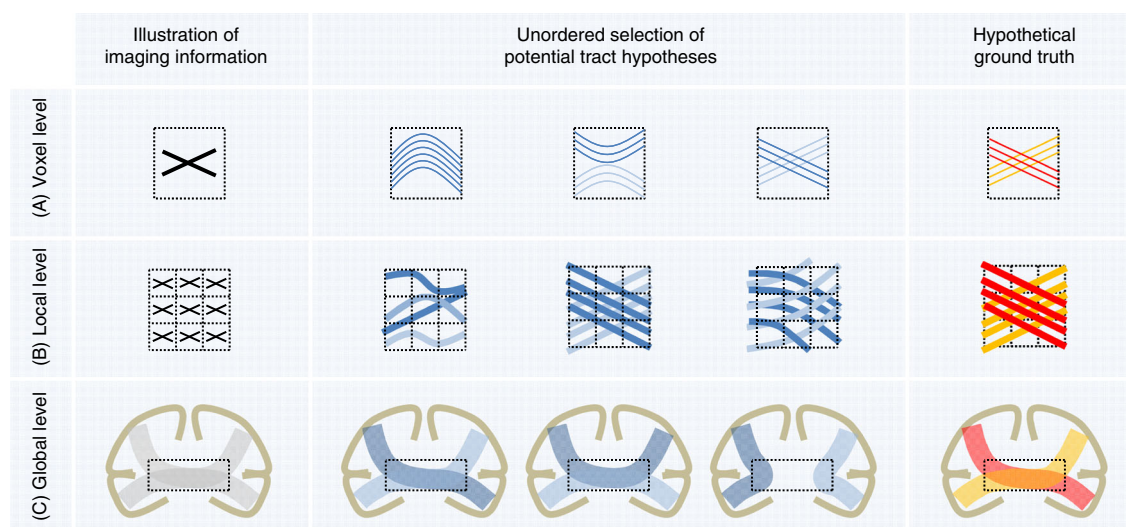 Illustration of
imaging information
Unordered selection of
potential tract hypotheses
Hypothetical
ground truth
(A) Voxel level
(B) Local level
(C) Global level